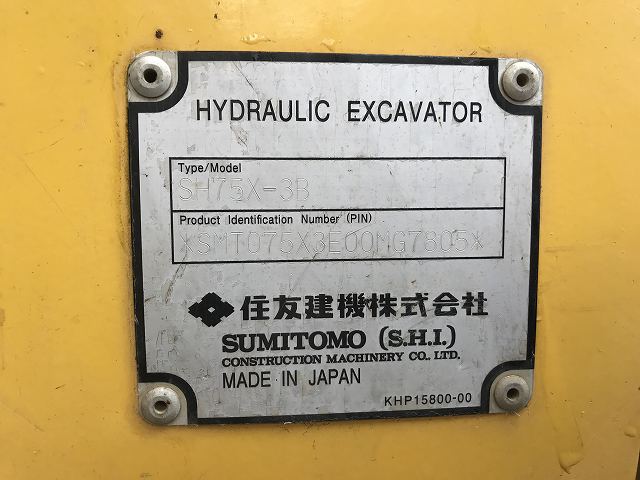 HYDRAULIC EXCAVATOR
Type/Model
SH75X-3B
Product Identification Number (PIN)
*SMT075X3E00MG7805*
住友建機株式会社
SUMITOMO (S.H.I.)
CONSTRUCTION MACHINERY CO., LTD.
MADE IN JAPAN
KHP15800-00